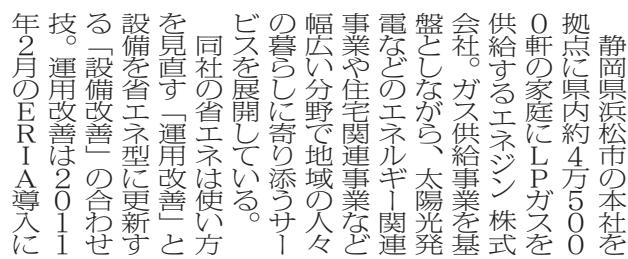 静岡県浜松市の本社を
拠点に県内約４万５００
０軒の家庭にＬＰガスを
供給するエネジン 株式
会社。ガス供給事業を基
盤としながら、太陽光発
電などのエネルギー関連
事業や住宅関連事業など
幅広い分野で地域の人々
の暮らしに寄り添うサー
ビスを展開している。
　同社の省エネは使い方
を見直す「運用改善」と
設備を省エネ型に更新す
る「設備改善」の合わせ
技。運用改善は２０１１
年２月のＥＲＩＡ導入に